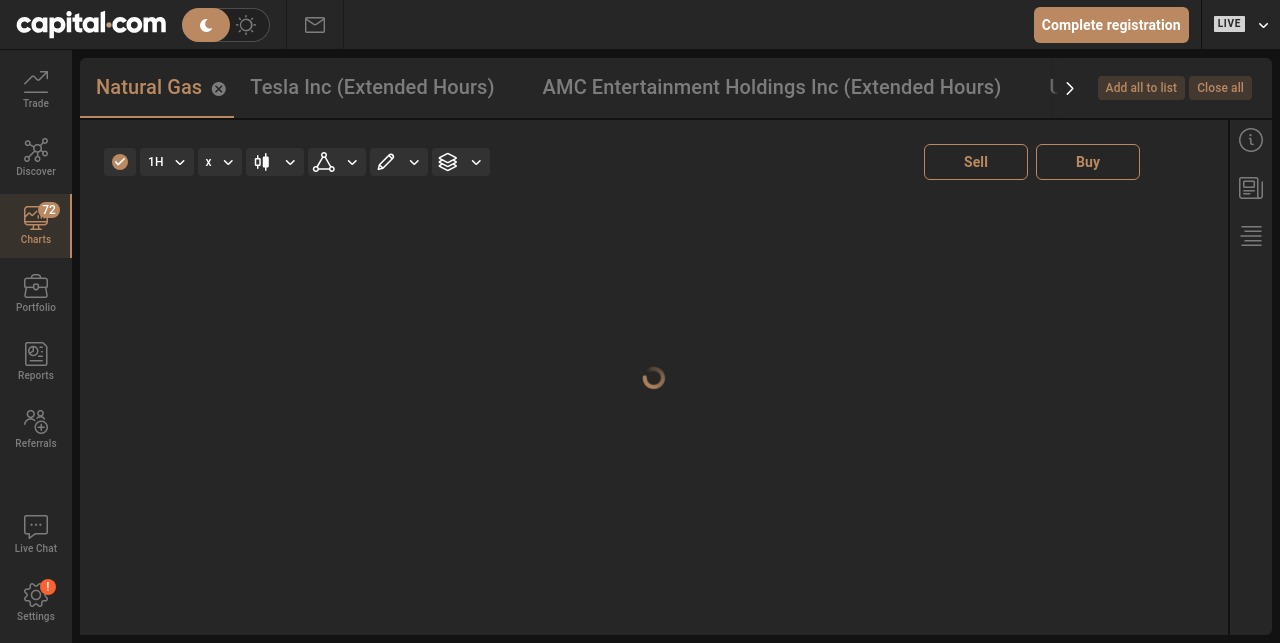 capital.com
Complete registration
LIVE
Trade
Discover
72
Charts
Portfolio
Reports
Referrals
Live Chat
!
Settings
Natural Gas
Tesla Inc (Extended Hours)
AMC Entertainment Holdings Inc (Extended Hours)
Add all to list
Close all
1H
x
Sell
Buy